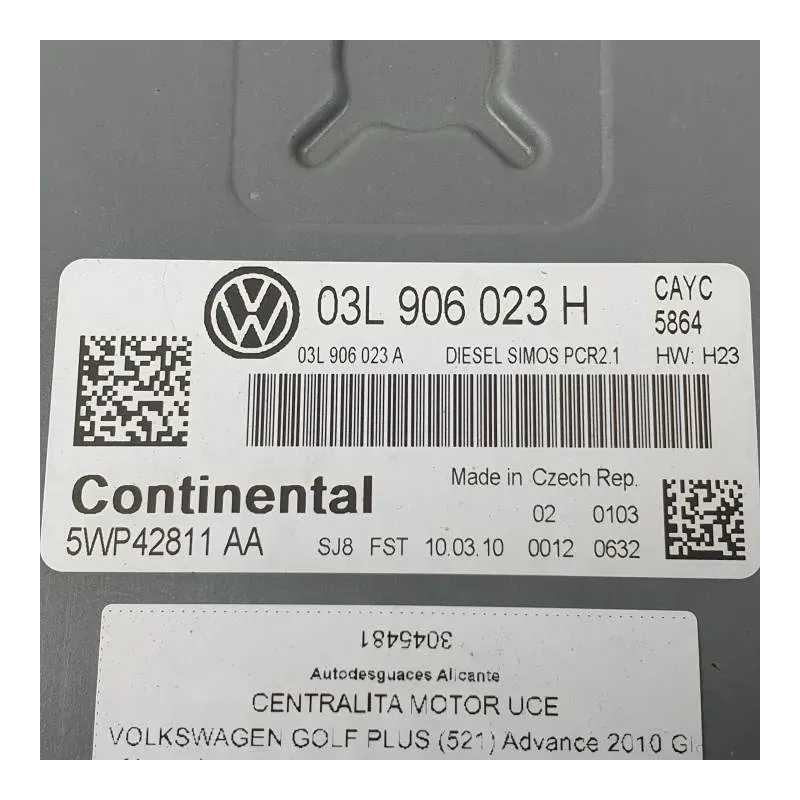 03L 906 023 H
CAYC
5864
03L 906 023 A DIESEL SIMOS PCR2.1 HW: H23
Continental
Made in Czech Rep.
02 0103
5WP42811 AA SJ8 FST 10.03.10 0012 0632
3045481
Autodesguaces Alicante
CENTRALITA MOTOR UCE
VOLKSWAGEN GOLF PLUS (521) Advance 2010 Gl